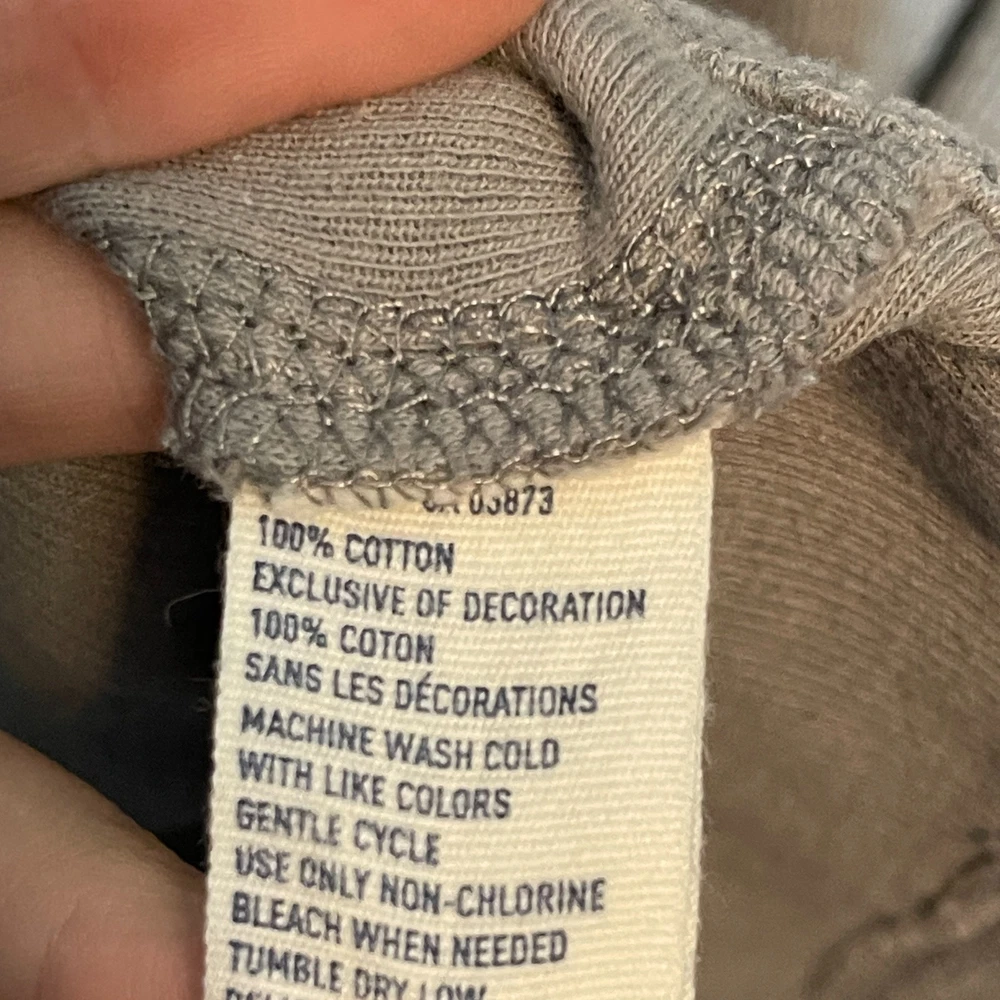 03873
100% COTTON
EXCLUSIVE OF DECORATION
100% COTON
SANS LES DÉCORATIONS
MACHINE WASH COLD
WITH LIKE COLORS
GENTLE CYCLE
USE ONLY NON-CHLORINE
BLEACH WHEN NEEDED
TUMBLE DRY LOW